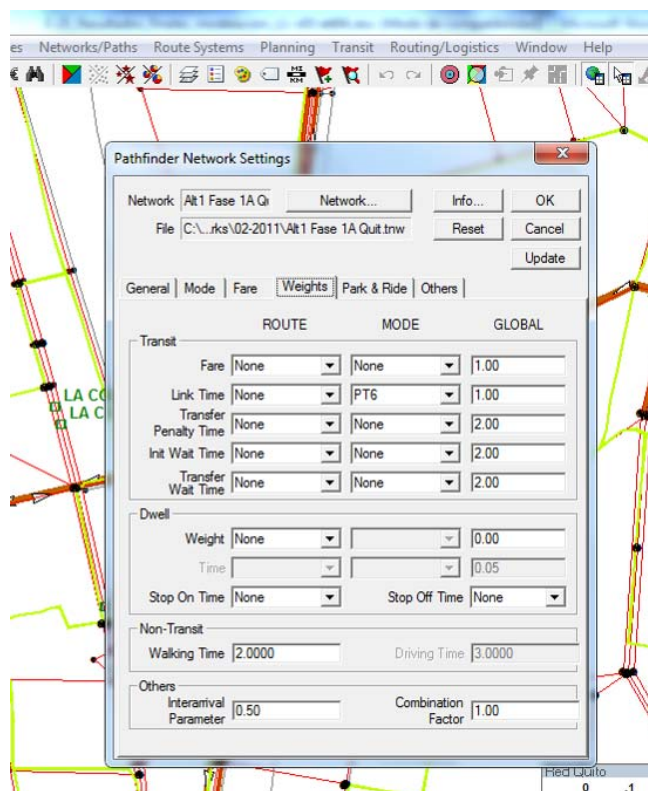 es Networks/Paths Route Systems Planning Transit Routing/Logistics Window Help
Pathfinder Network Settings
Network Alt1 Fase 1A Qu Network... Info... OK
File C:\...rks\02-2011\Alt1 Fase 1A Quit.tnw Reset Cancel
Update
General Mode Fare Weights Park & Ride Others
ROUTE MODE GLOBAL
Transit
Fare None None 1.00
Link Time None PT6 1.00
Transfer Penalty Time None None 2.00
Init Wait Time None None 2.00
Transfer Wait Time None None 2.00
Dwell
Weight None 0.00
Time 0.05
Stop On Time None Stop Off Time None
Non-Transit
Walking Time 2.0000 Driving Time 3.0000
Others
Interarrival Parameter 0.50 Combination Factor 1.00
LA CO
LA C
Red Quito
0 .1